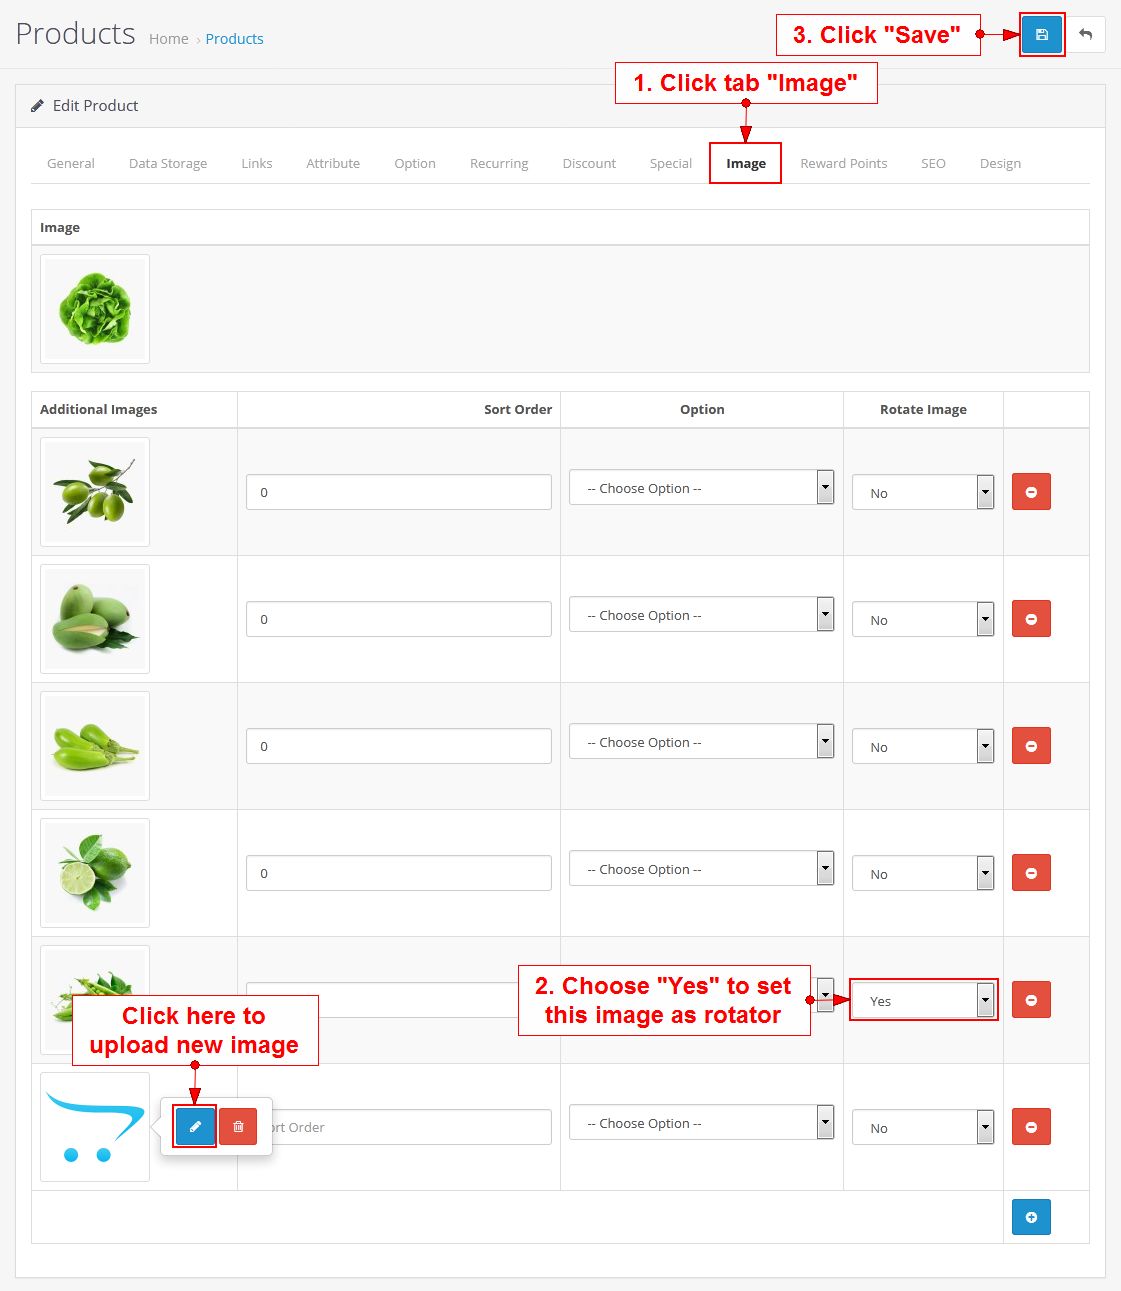 Products Home › Products
3. Click "Save"
1. Click tab "Image"
Edit Product
General Data Storage Links Attribute Option Recurring Discount Special Image Reward Points SEO Design
Image
Additional Images Sort Order Option Rotate Image
0 -- Choose Option -- No
0 -- Choose Option -- No
0 -- Choose Option -- No
0 -- Choose Option -- No
2. Choose "Yes" to set
this image as rotator
Yes
Click here to
upload new image
ort Order -- Choose Option -- No